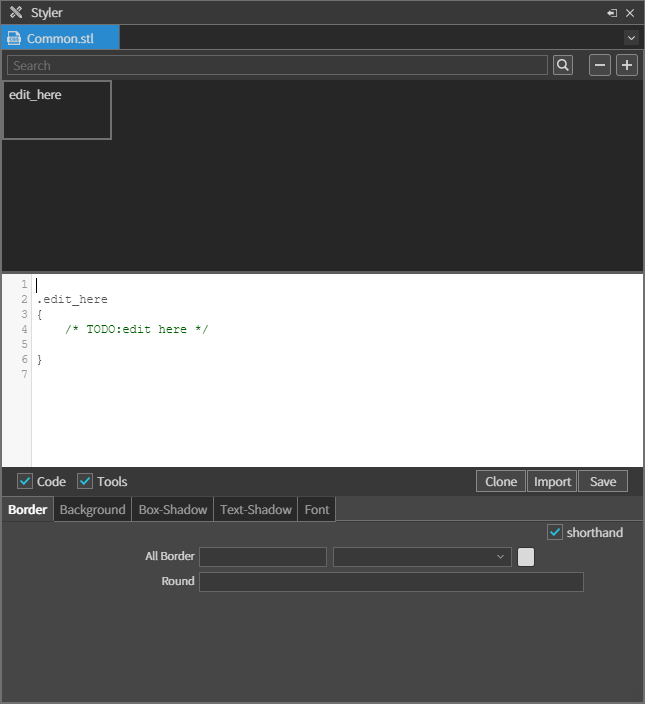 Styler
Common.stl
Search
edit_here
1
2 .edit_here
3 {
4 /* TODO:edit here */
5
6 }
7
Code Tools Clone Import Save
Border Background Box-Shadow Text-Shadow Font
shorthand
All Border
Round